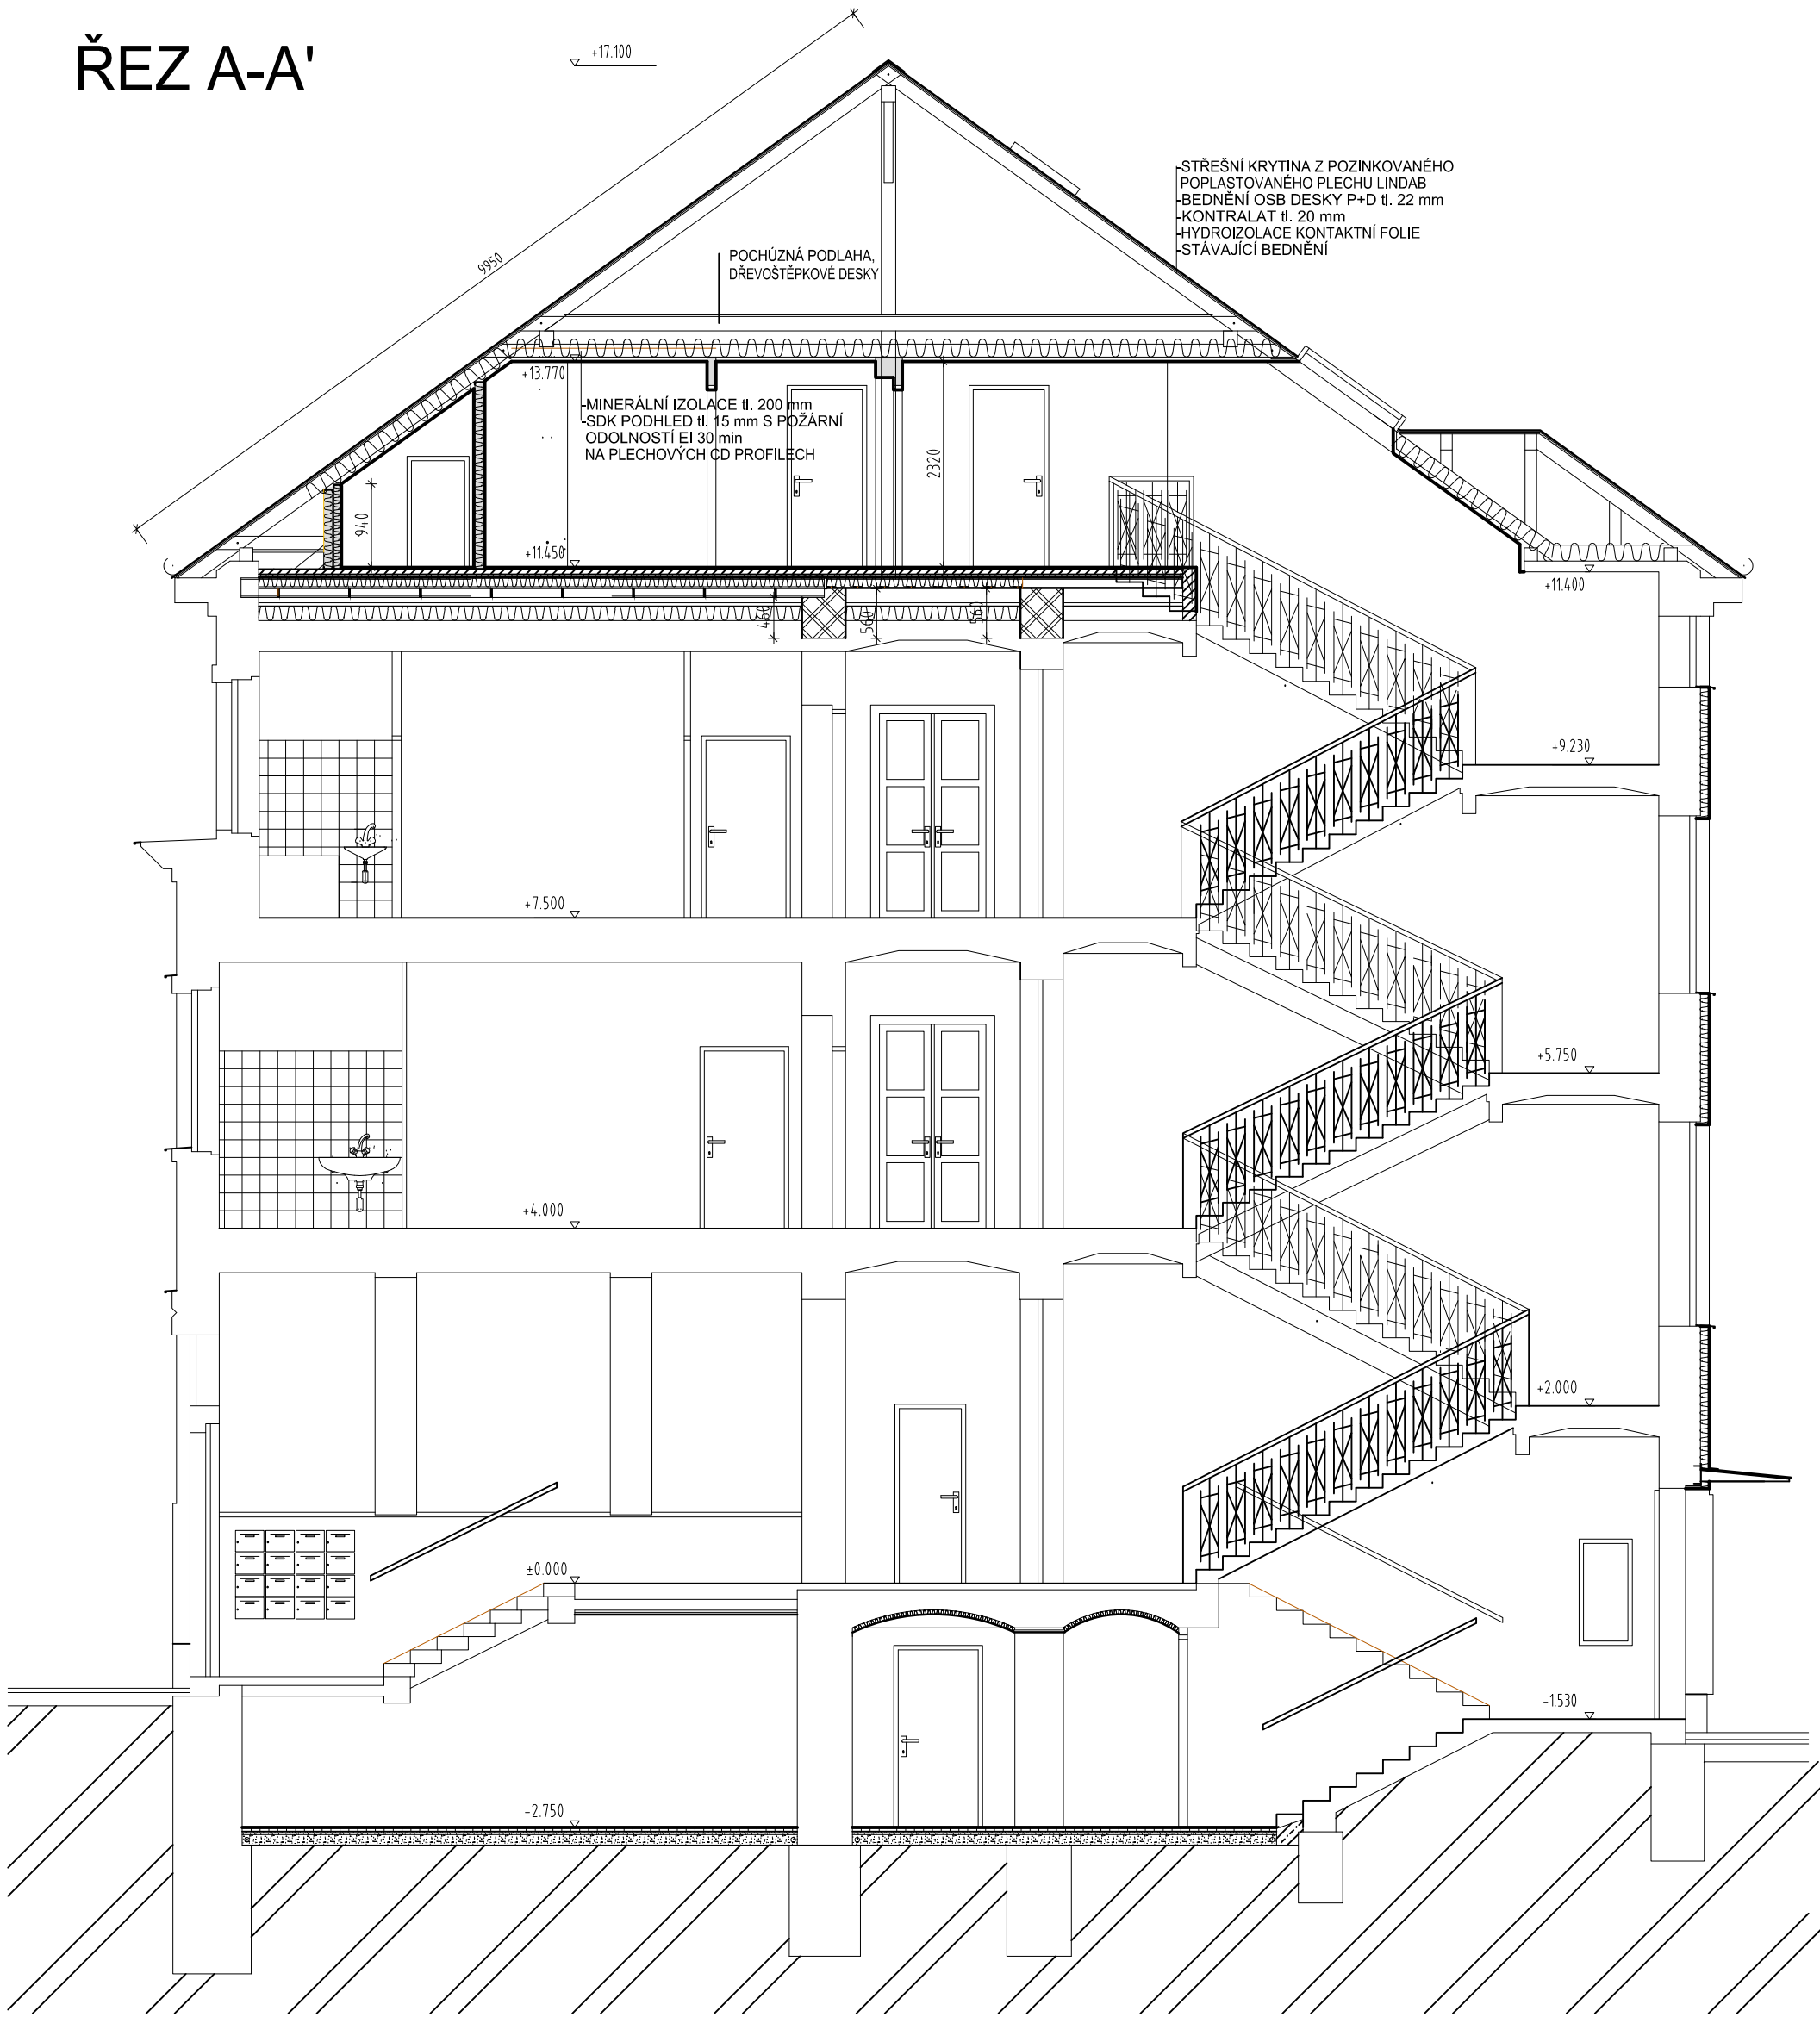 ŘEZ A-A'
+17.100
9950
-STŘEŠNÍ KRYTINA Z POZINKOVANÉHO
POPLASTOVANÉHO PLECHU LINDAB
-BEDNĚNÍ OSB DESKY P+D tl. 22 mm
-KONTRALAT tl. 20 mm
-HYDROIZOLACE KONTAKTNÍ FOLIE
-STÁVAJÍCÍ BEDNĚNÍ
POCHŮZNÁ PODLAHA,
DŘEVOŠTĚPKOVÉ DESKY
+13.770
-MINERÁLNÍ IZOLACE tl. 200 mm
-SDK PODHLED tl. 15 mm S POŽÁRNÍ
ODOLNOSTÍ EI 30 min
NA PLECHOVÝCH CD PROFILECH
2320
940
+11.450
+11.400
460
560
560
+9.230
+7.500
+5.750
+4.000
+2.000
±0.000
-1.530
-2.750